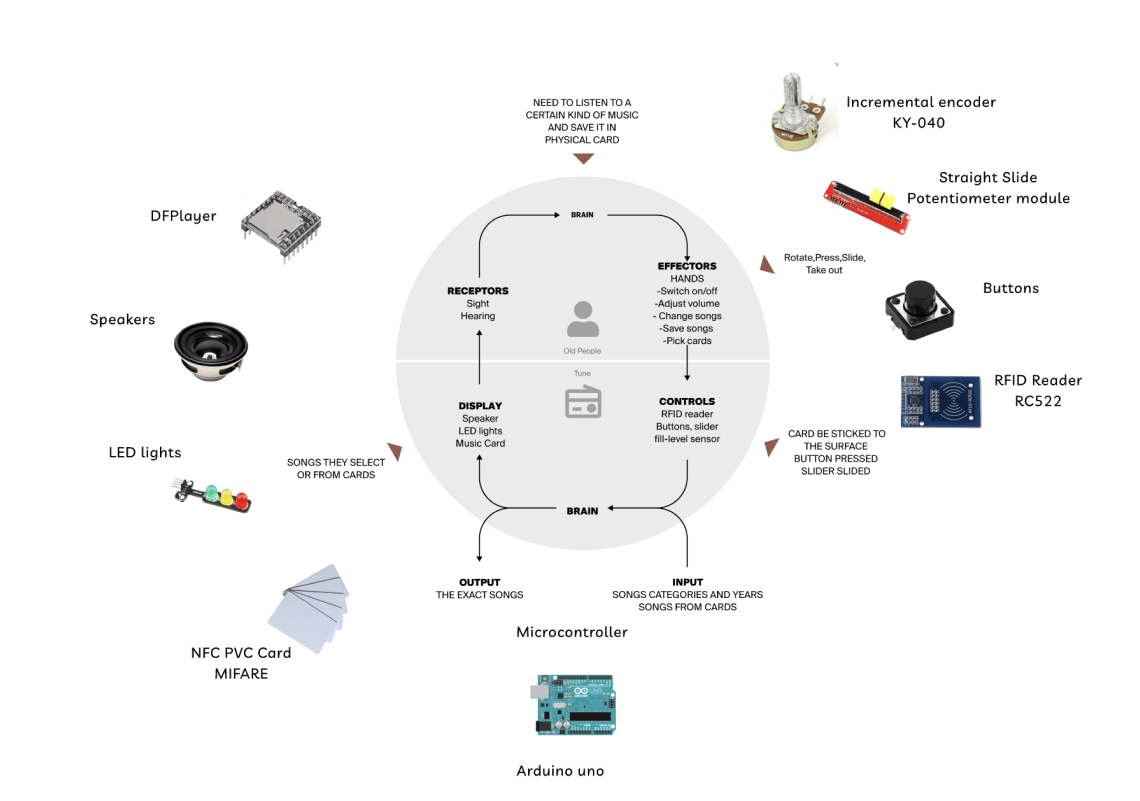 NEED TO LISTEN TO A
CERTAIN KIND OF MUSIC
AND SAVE IT IN
PHYSICAL CARD
Incremental encoder
KY-040
Straight Slide
Potentiometer module
DFPlayer
BRAIN
Rotate,Press,Slide,
Take out
EFFECTORS
HANDS
-Switch on/off
-Adjust volume
- Change songs
-Save songs
-Pick cards
RECEPTORS
Sight
Hearing
Buttons
Speakers
Old People
Tune
RFID Reader
RC522
DISPLAY
Speaker
LED lights
Music Card
CONTROLS
RFID reader
Buttons, slider
fill-level sensor
CARD BE STICKED TO
THE SURFACE
BUTTON PRESSED
SLIDER SLIDED
LED lights
SONGS THEY SELECT
OR FROM CARDS
BRAIN
OUTPUT
THE EXACT SONGS
INPUT
SONGS CATEGORIES AND YEARS
SONGS FROM CARDS
Microcontroller
NFC PVC Card
MIFARE
UNO
Arduino uno